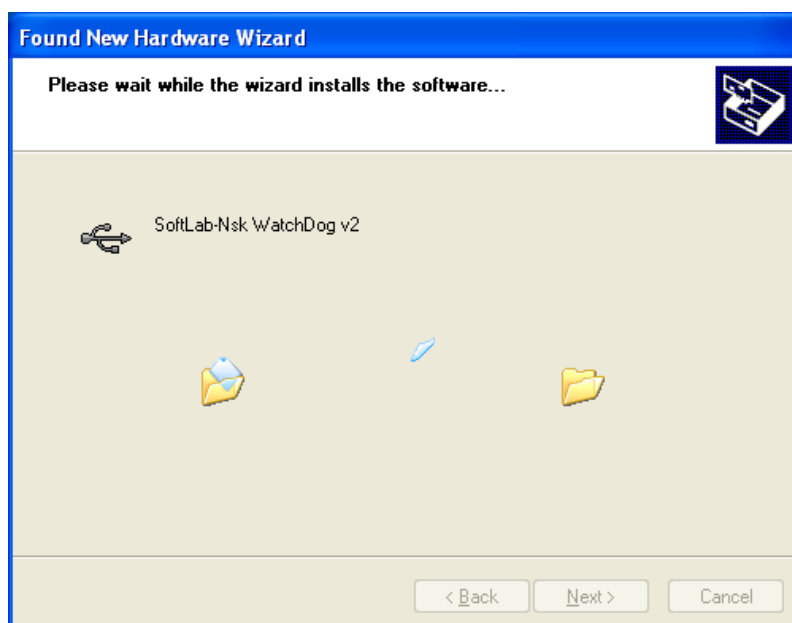 Found New Hardware Wizard
Please wait while the wizard installs the software...
SoftLab-Nsk WatchDog v2
< Back
Next >
Cancel